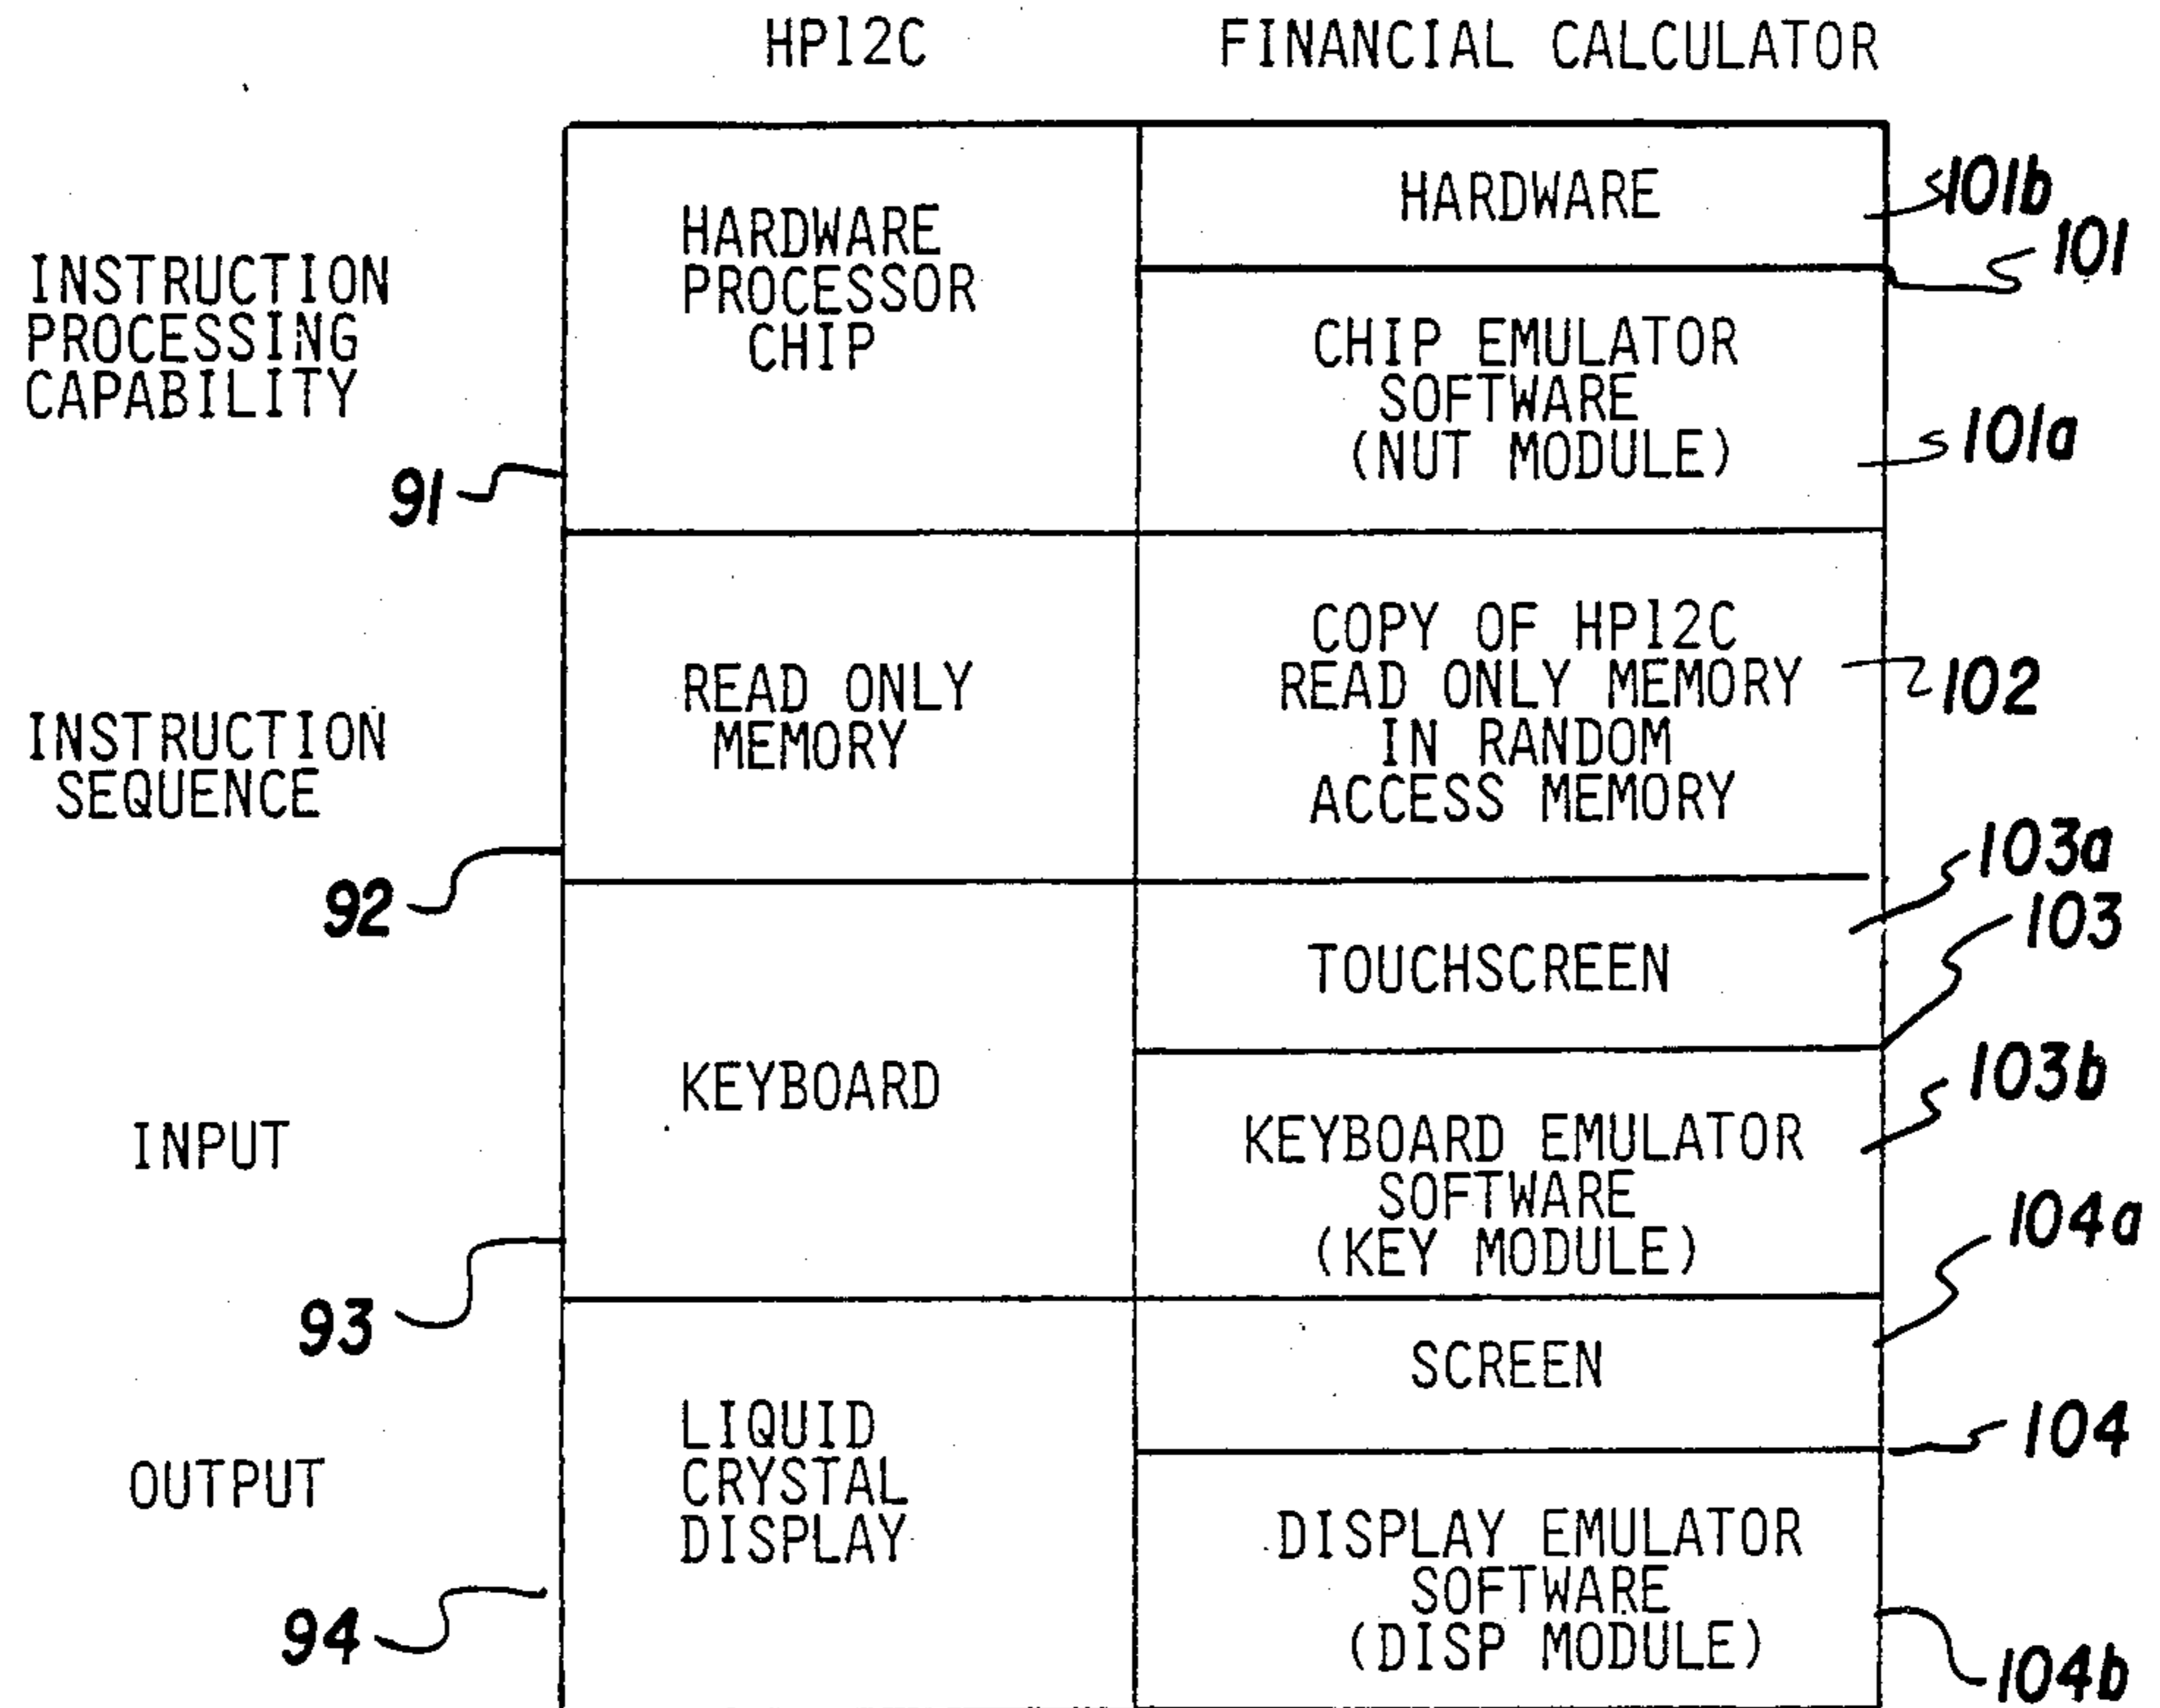 HP12C FINANCIAL CALCULATOR
INSTRUCTION
PROCESSING
CAPABILITY
91
HARDWARE
PROCESSOR
CHIP
HARDWARE
101b
101
CHIP EMULATOR
SOFTWARE
(NUT MODULE)
101a
INSTRUCTION
SEQUENCE
92
READ ONLY
MEMORY
COPY OF HP12C
READ ONLY MEMORY
IN RANDOM
ACCESS MEMORY
102
INPUT
93
KEYBOARD
TOUCHSCREEN
103a
103
KEYBOARD EMULATOR
SOFTWARE
(KEY MODULE)
103b
OUTPUT
94
LIQUID
CRYSTAL
DISPLAY
SCREEN
104a
104
DISPLAY EMULATOR
SOFTWARE
(DISP MODULE)
104b